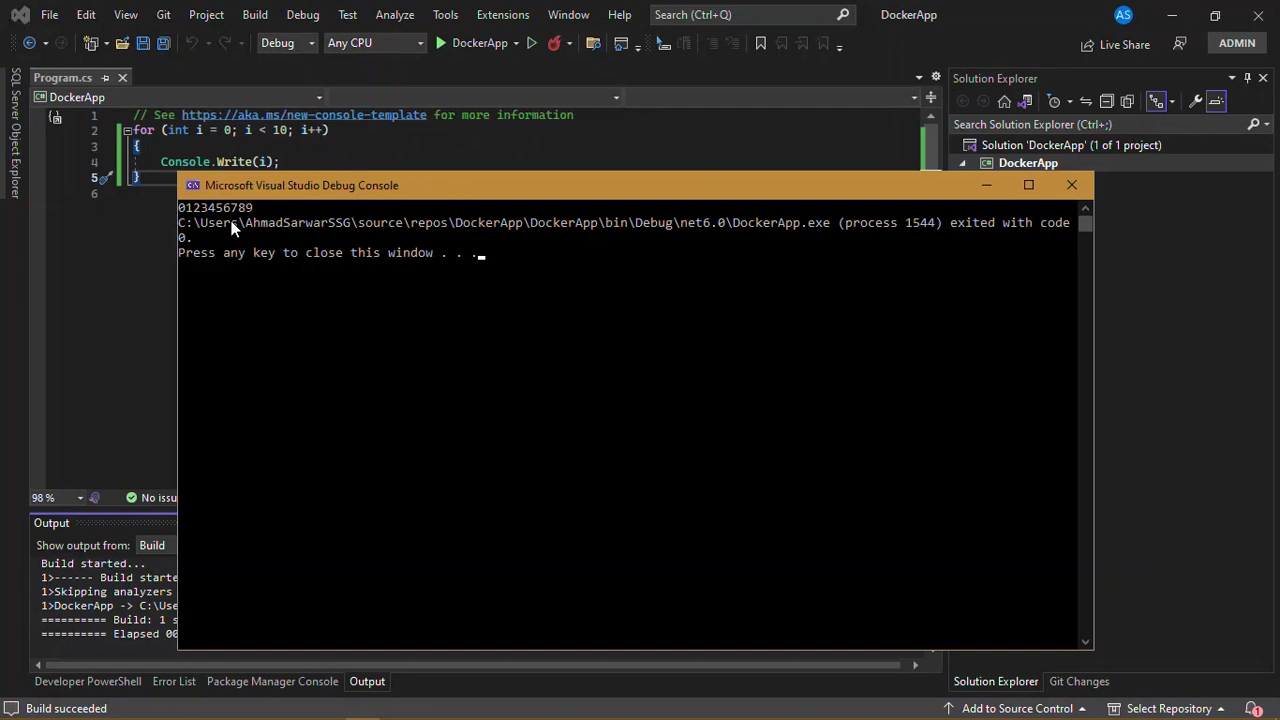 File Edit View Git Project Build Debug Test Analyze Tools Extensions Window Help Search (Ctrl+Q) DockerApp AS
Debug Any CPU DockerApp Live Share ADMIN
SQL Server Object Explorer
Program.cs
DockerApp
1 // See https://aka.ms/new-console-template for more information
2 for (int i = 0; i < 10; i++)
3 {
4 Console.Write(i);
5 }
6
Microsoft Visual Studio Debug Console
0123456789
C:\Users\AhmadSarwarSSG\source\repos\DockerApp\DockerApp\bin\Debug\net6.0\DockerApp.exe (process 1544) exited with code
0.
Press any key to close this window . . .
Solution Explorer
Search Solution Explorer (Ctrl+;)
Solution 'DockerApp' (1 of 1 project)
DockerApp
98 % No issu
Output
Show output from: Build
Build started...
1>------ Build starte
1>Skipping analyzers
1>DockerApp -> C:\Use
========== Build: 1 s
========== Elapsed 00
Developer PowerShell Error List Package Manager Console Output
Solution Explorer Git Changes
Build succeeded Add to Source Control Select Repository 1